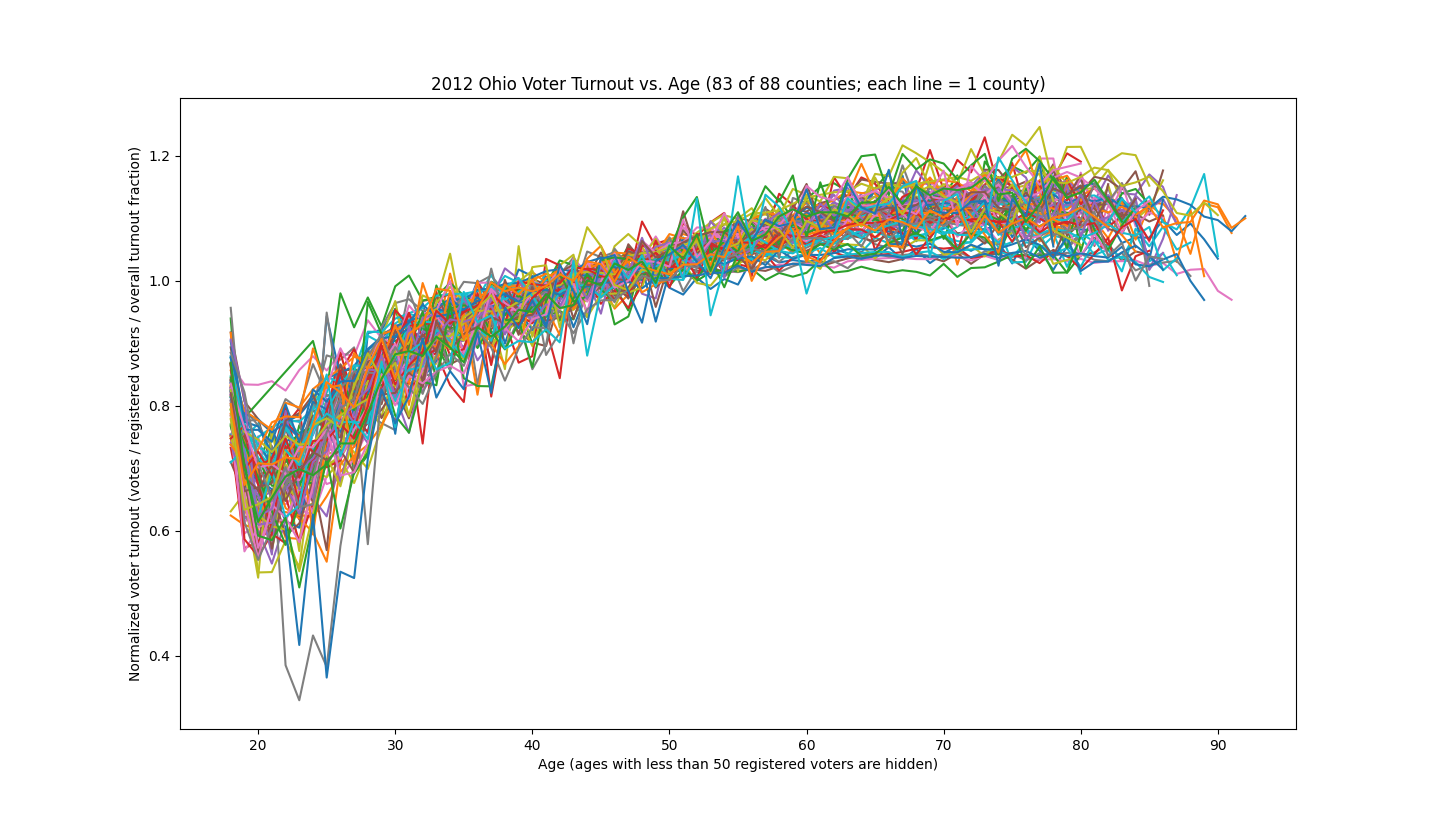 2012 Ohio Voter Turnout vs. Age (83 of 88 counties; each line = 1 county)
Normalized voter turnout (votes / registered voters / overall turnout fraction)
1.2
1.0
0.8
0.6
0.4
20 30 40 50 60 70 80 90
Age (ages with less than 50 registered voters are hidden)